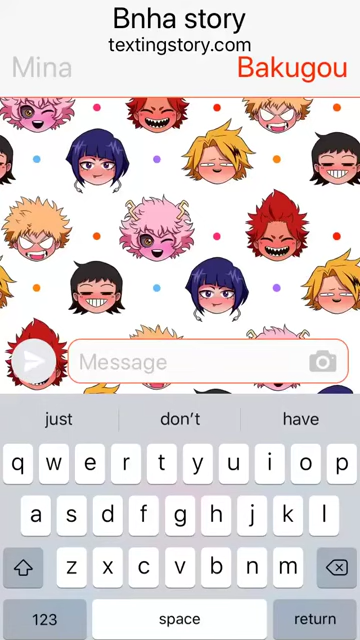 Bnha story
textingstory.com
Mina Bakugou
Message
just don't have
q w e r t y u i o p
a s d f g h j k l
z x c v b n m
123 space return